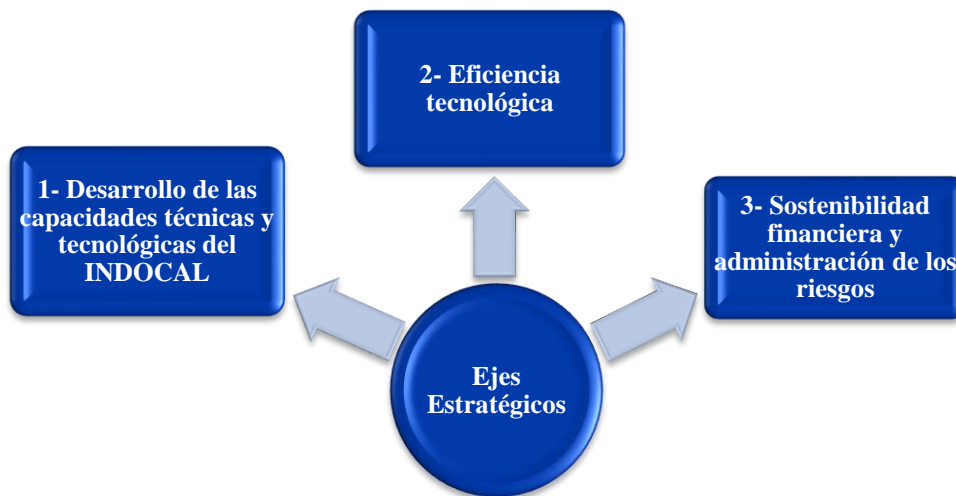 2- Eficiencia
tecnológica
1- Desarrollo de las
capacidades técnicas y
tecnológicas del
INDOCAL
3- Sostenibilidad
financiera y
administración de los
riesgos
Ejes
Estratégicos